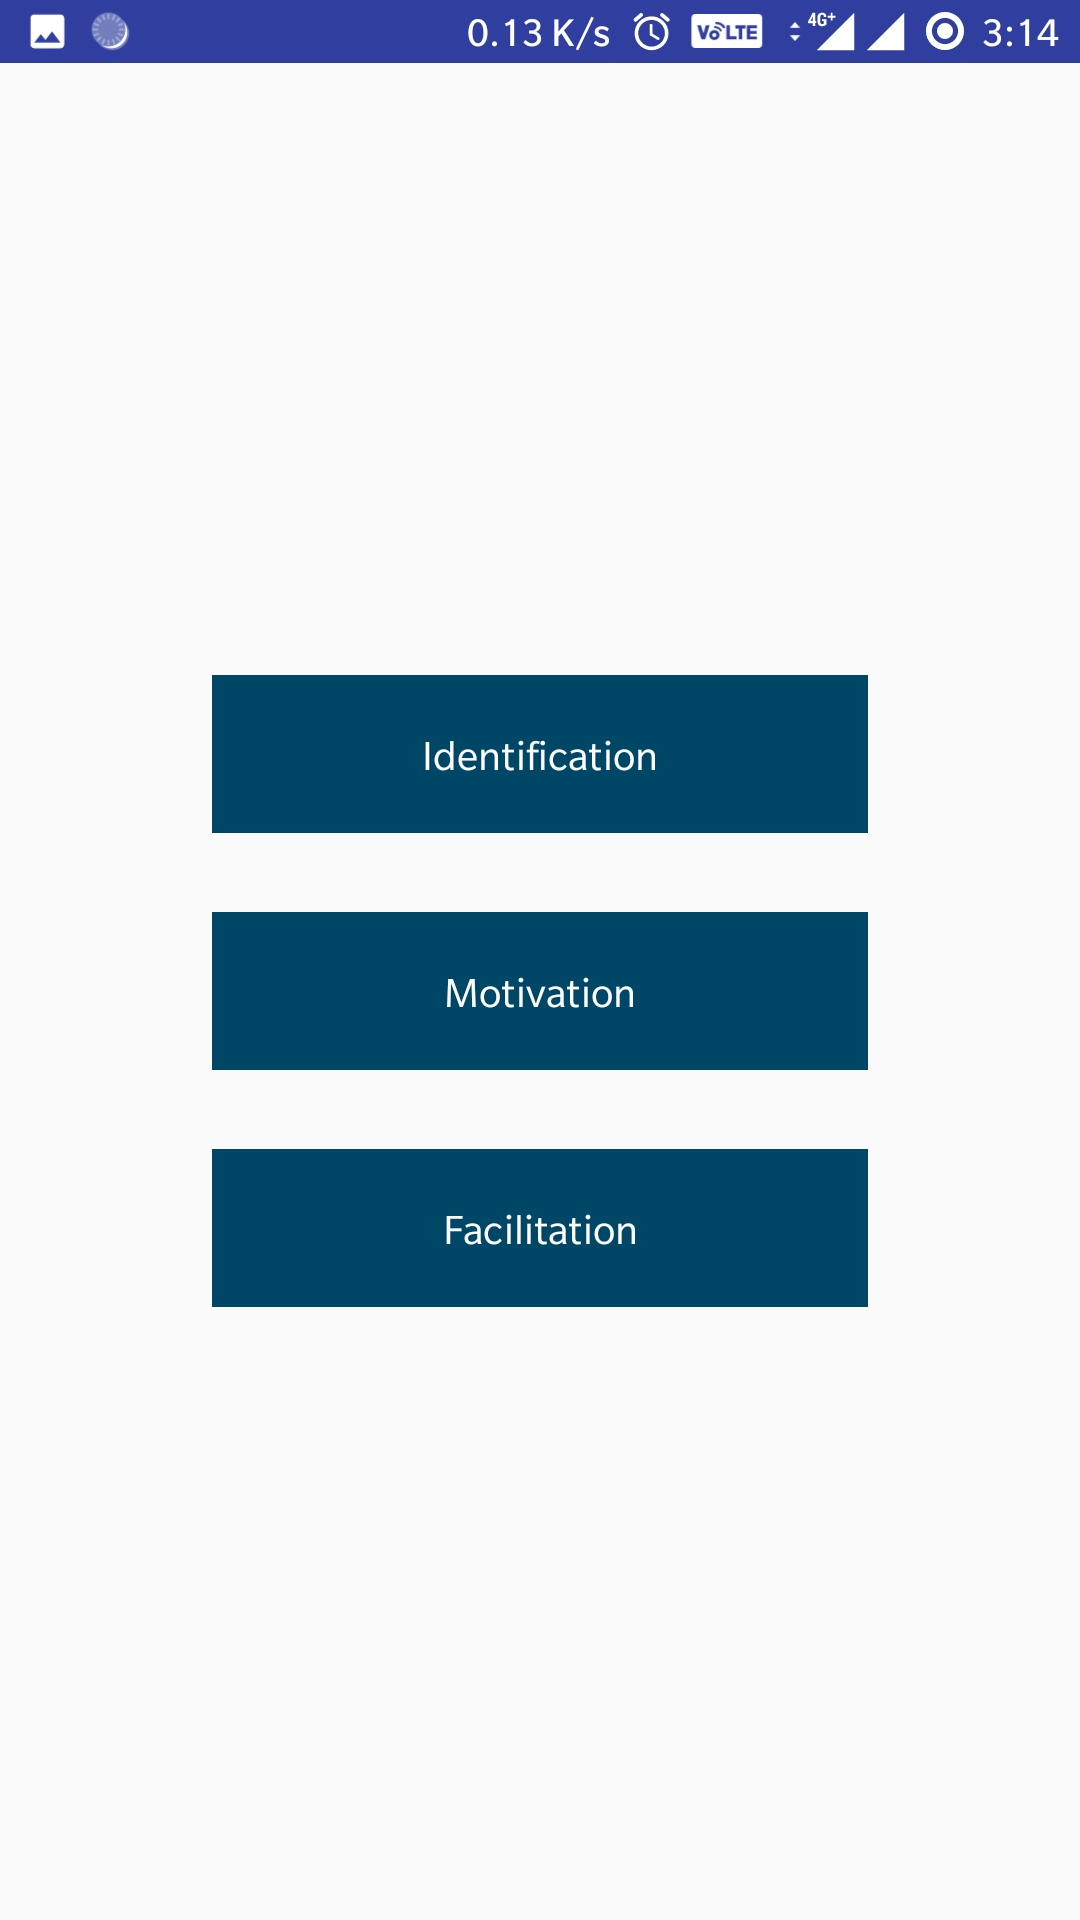 0.13 K/s VoLTE 4G+ 3:14
Identification
Motivation
Facilitation